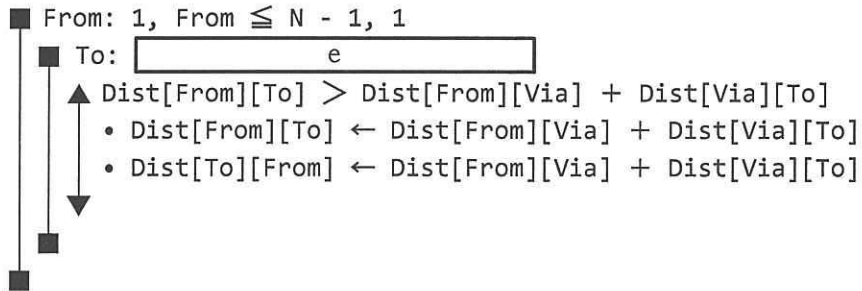 From: 1, From ≦ N - 1, 1
To: e
Dist[From][To] > Dist[From][Via] + Dist[Via][To]
• Dist[From][To] ← Dist[From][Via] + Dist[Via][To]
• Dist[To][From] ← Dist[From][Via] + Dist[Via][To]